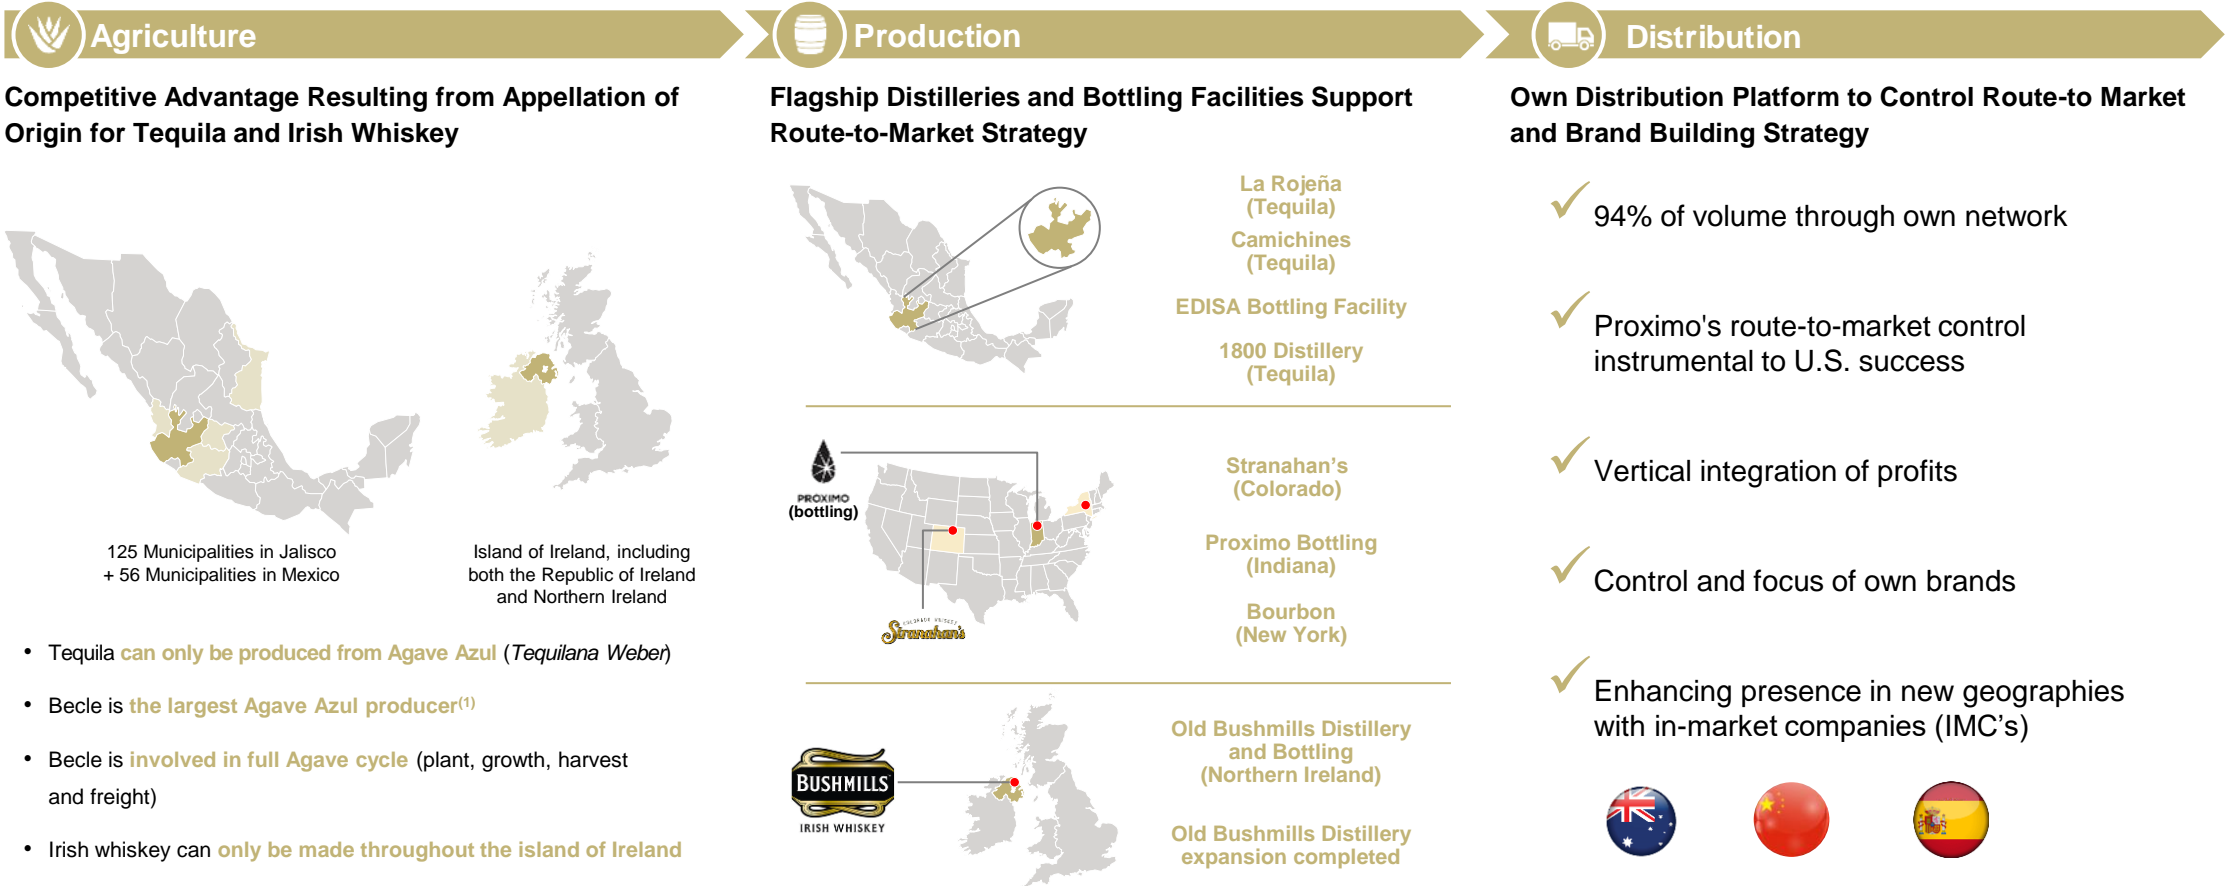 Agriculture
Competitive Advantage Resulting from Appellation of
Origin for Tequila and Irish Whiskey
125 Municipalities in Jalisco
+ 56 Municipalities in Mexico
Island of Ireland, including
both the Republic of Ireland
and Northern Ireland
• Tequila can only be produced from Agave Azul (Tequilana Weber)
• Becle is the largest Agave Azul producer(1)
• Becle is involved in full Agave cycle (plant, growth, harvest
and freight)
• Irish whiskey can only be made throughout the island of Ireland
Production
Flagship Distilleries and Bottling Facilities Support
Route-to-Market Strategy
La Rojeña
(Tequila)
Camichines
(Tequila)
EDISA Bottling Facility
1800 Distillery
(Tequila)
PROXIMO
(bottling)
COLORADO WHISKEY
Stranahan's
Stranahan's
(Colorado)
Proximo Bottling
(Indiana)
Bourbon
(New York)
BUSHMILLS
IRISH WHISKEY
Old Bushmills Distillery
and Bottling
(Northern Ireland)
Old Bushmills Distillery
expansion completed
Distribution
Own Distribution Platform to Control Route-to Market
and Brand Building Strategy
94% of volume through own network
Proximo's route-to-market control
instrumental to U.S. success
Vertical integration of profits
Control and focus of own brands
Enhancing presence in new geographies
with in-market companies (IMC's)